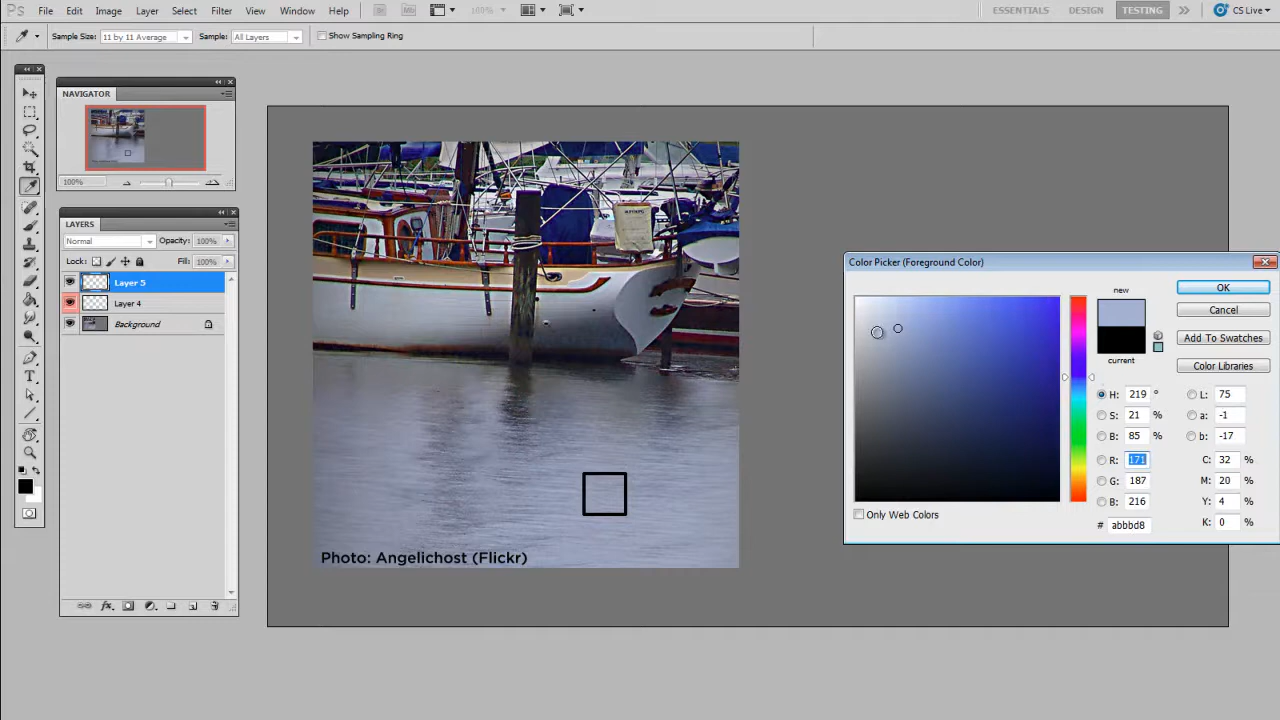 Ps File Edit Image Layer Select Filter View Window Help Br Mb 100% ESSENTIALS DESIGN TESTING CS Live
Sample Size: 11 by 11 Average Sample: All Layers Show Sampling Ring
NAVIGATOR
100%
LAYERS
Normal Opacity: 100%
Lock: Fill: 100%
Layer 5
Layer 4
Background
fx
Photo: Angelichost (Flickr)
Color Picker (Foreground Color)
new
current
OK
Cancel
Add To Swatches
Color Libraries
H: 219 ° L: 75
S: 21 % a: -1
B: 85 % b: -17
R: 171 C: 32 %
G: 187 M: 20 %
B: 216 Y: 4 %
# abbbd8 K: 0 %
Only Web Colors